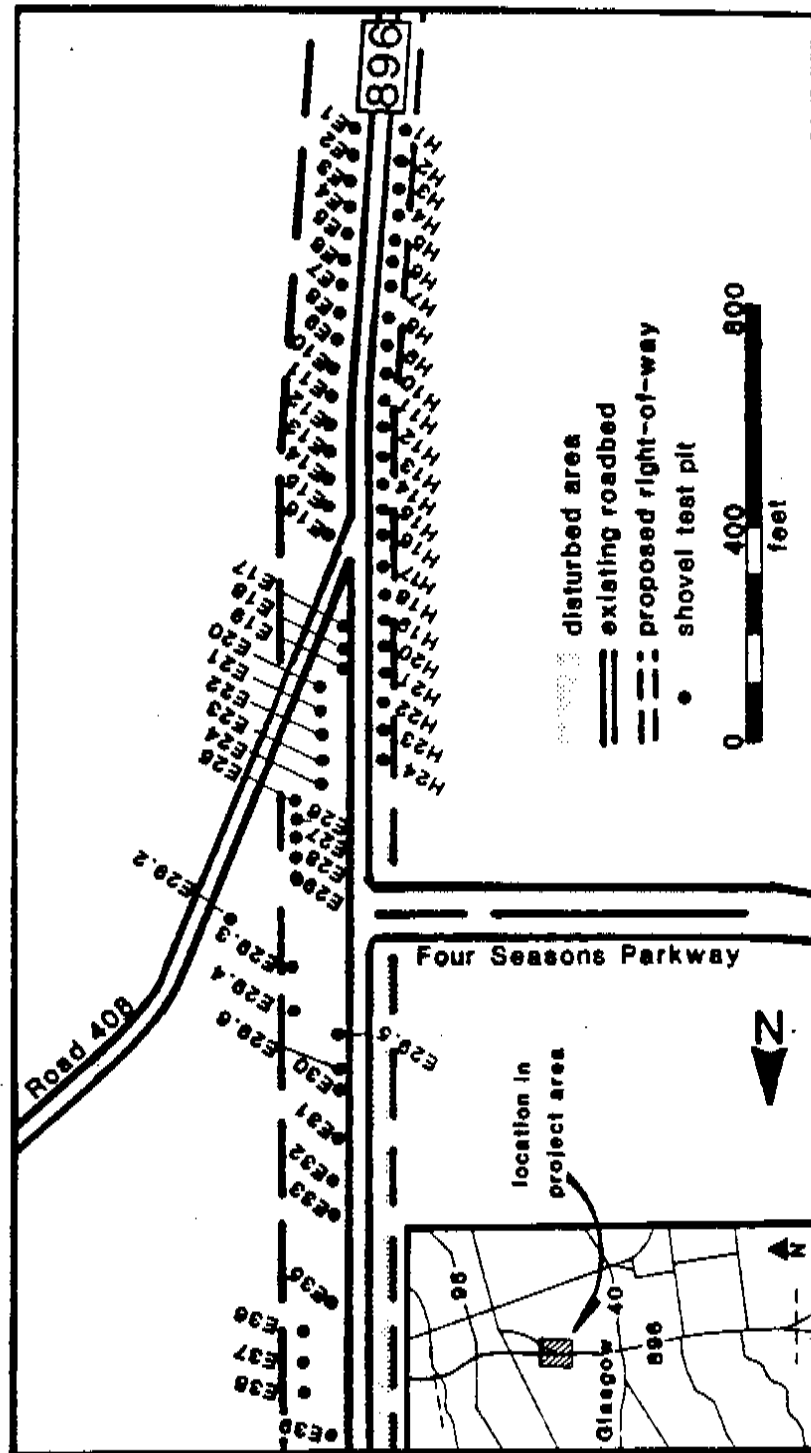 896
E1
E2
E3
E4
E5
E6
E7
E8
E9
E10
E11
E12
E13
E14
E15
E16
E17
E18
E19
E20
E21
E22
E23
E24
E25
E26
E27
E28
E29
E29.2
E29.3
E29.4
E29.5
E29.6
E30
E31
E32
E33
E35
E36
E37
E38
E39
H1
H2
H3
H4
H5
H6
H7
H8
H9
H10
H11
H12
H13
H14
H15
H16
H17
H18
H19
H20
H21
H22
H23
H24
Road 408
Four Seasons Parkway
disturbed area
existing roadbed
proposed right-of-way
shovel test pit
0
400
800
feet
N
location in
project area
95
40
Glasgow
896
N